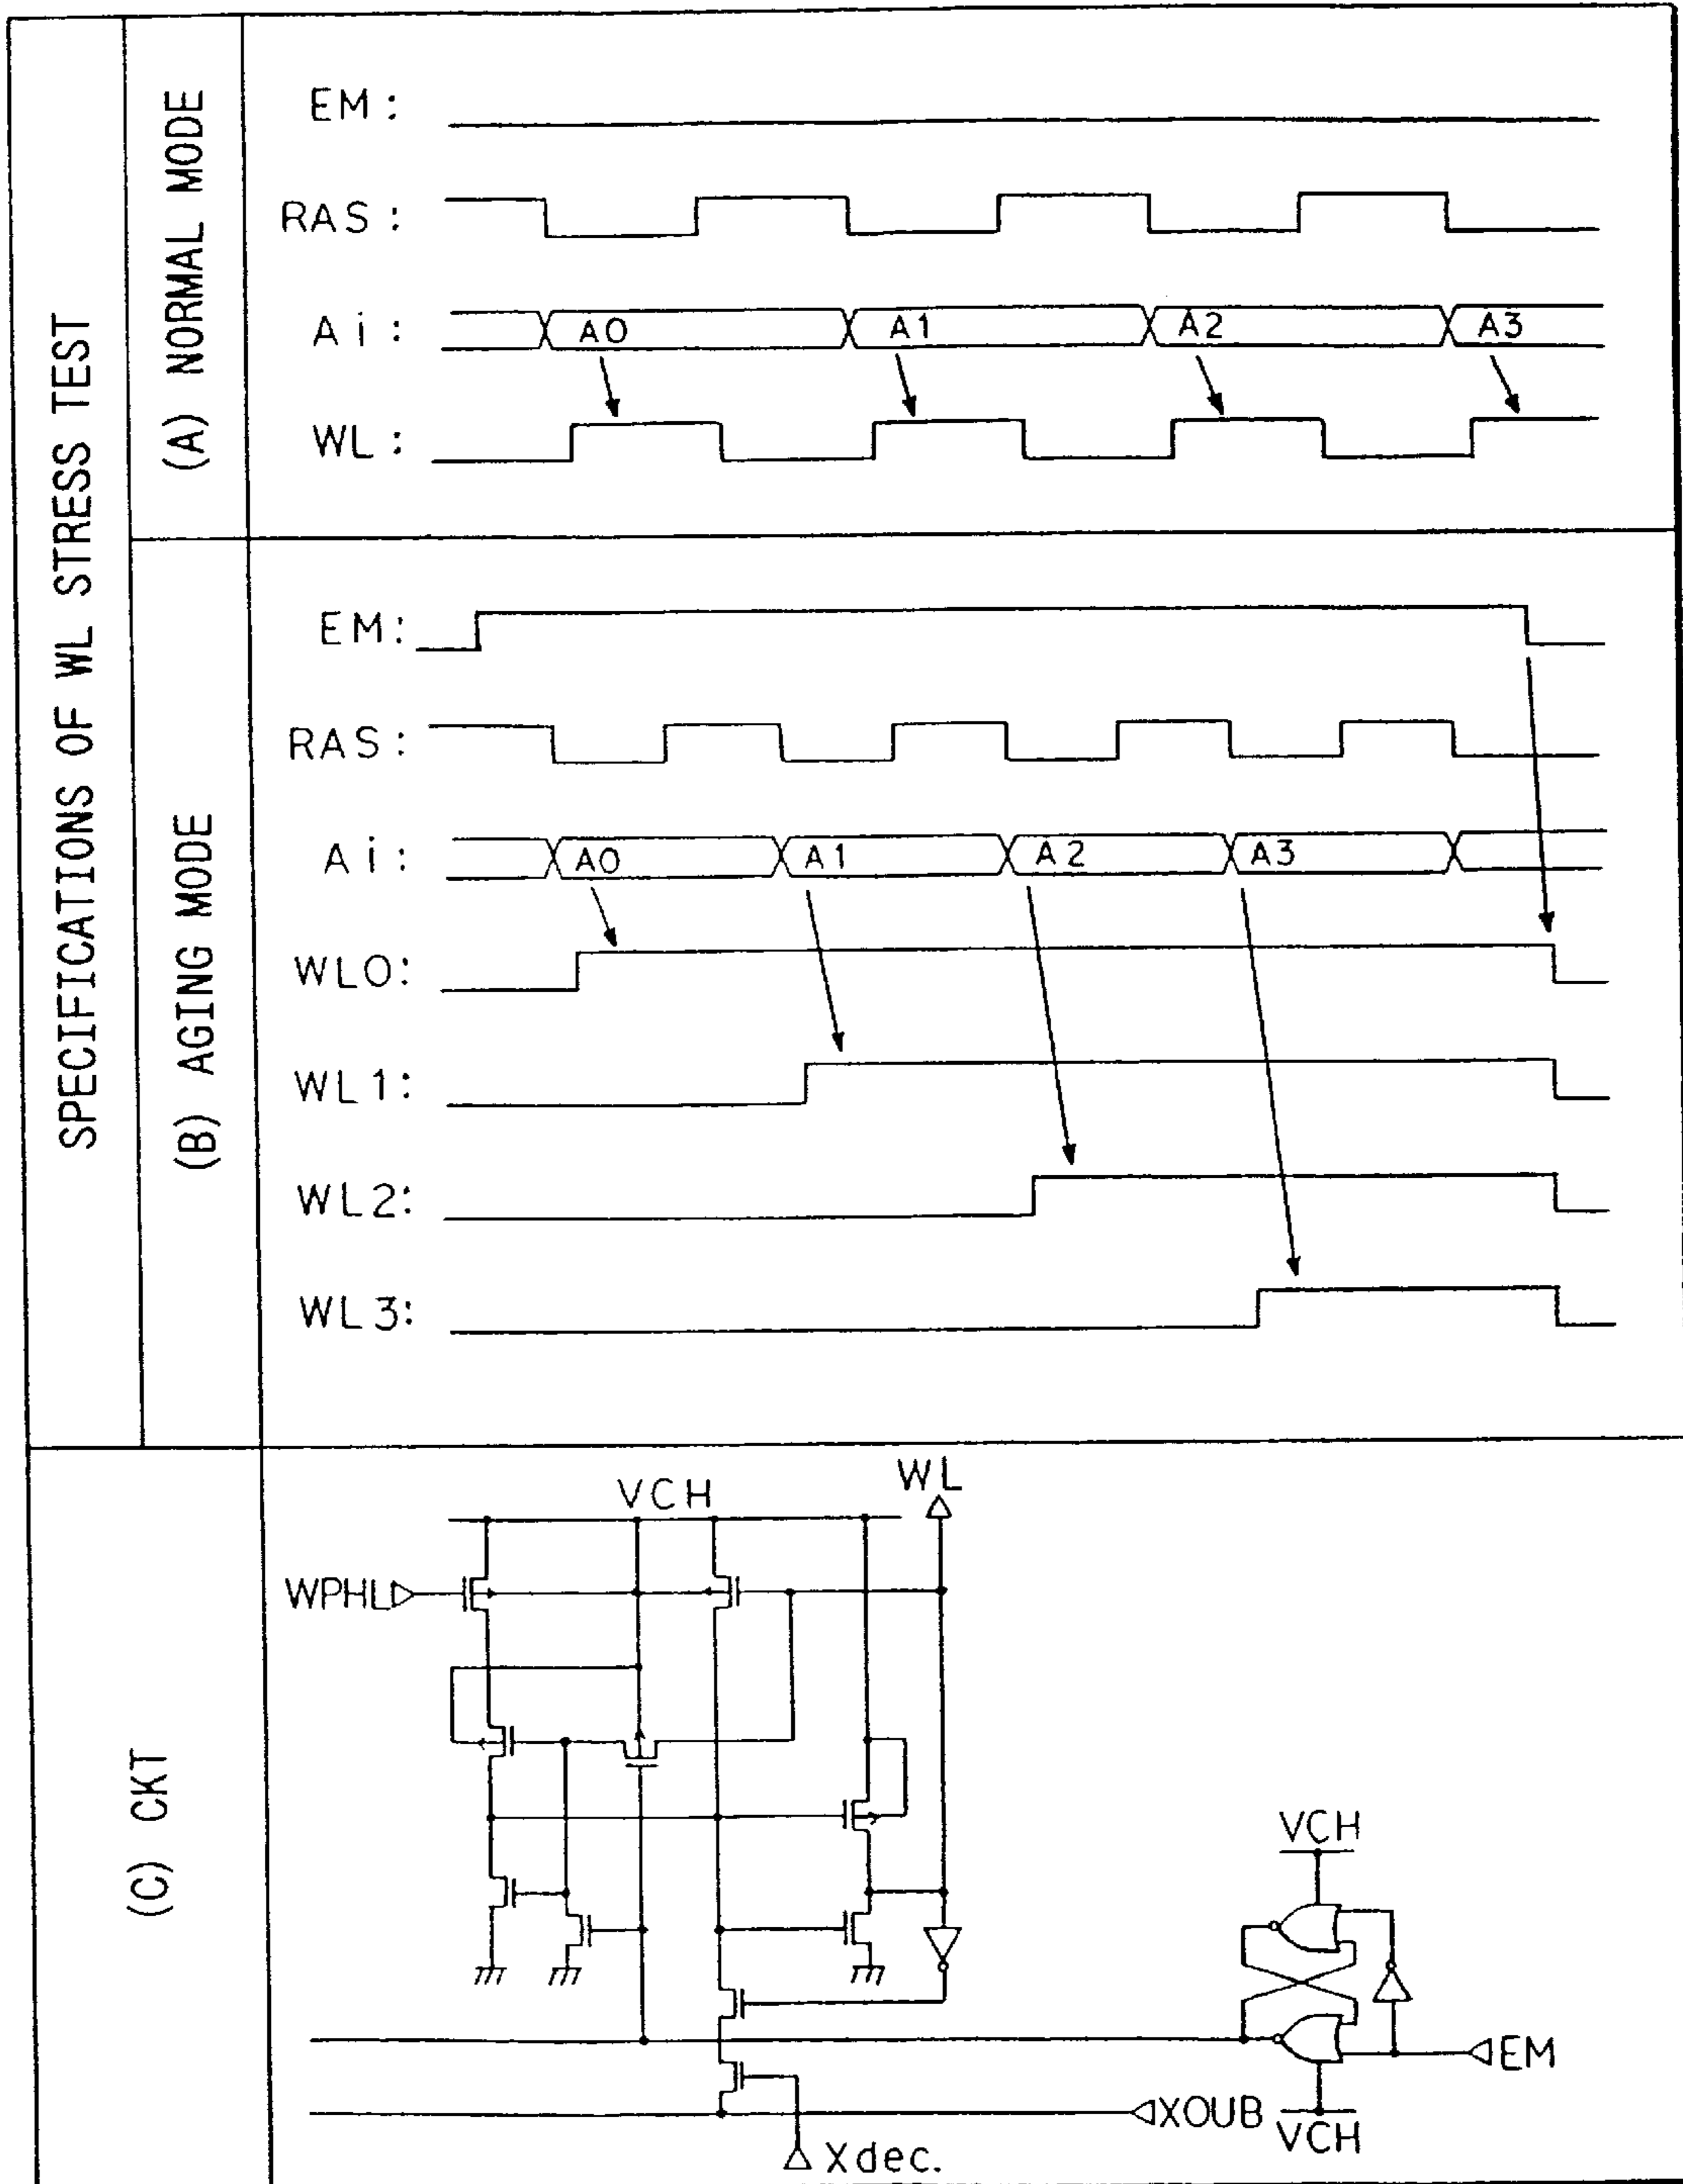 SPECIFICATIONS OF WL STRESS TEST
(A) NORMAL MODE
EM:
RAS:
Ai:
A0
A1
A2
A3
WL:
(B) AGING MODE
EM:
RAS:
Ai:
A0
A1
A2
A3
WL0:
WL1:
WL2:
WL3:
(C) CKT
VCH
WL
WPHL
VCH
EM
XOUB
VCH
Xdec.